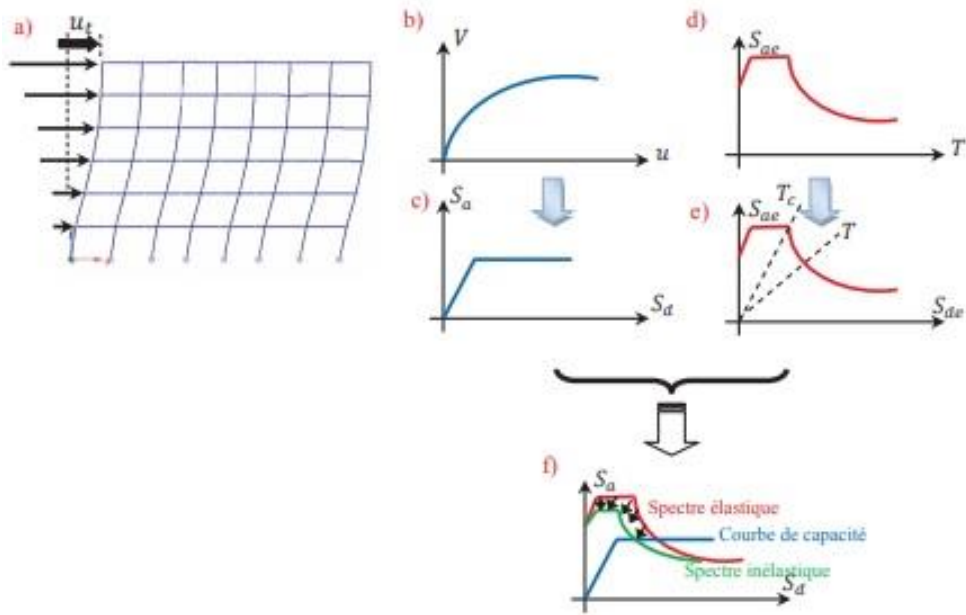 a)
u_t
b)
V
u
c)
S_a
S_d
d)
S_ae
T
e)
S_ae
T_c
T
S_de
f)
S_a
Spectre élastique
Courbe de capacité
Spectre inélastique
S_d